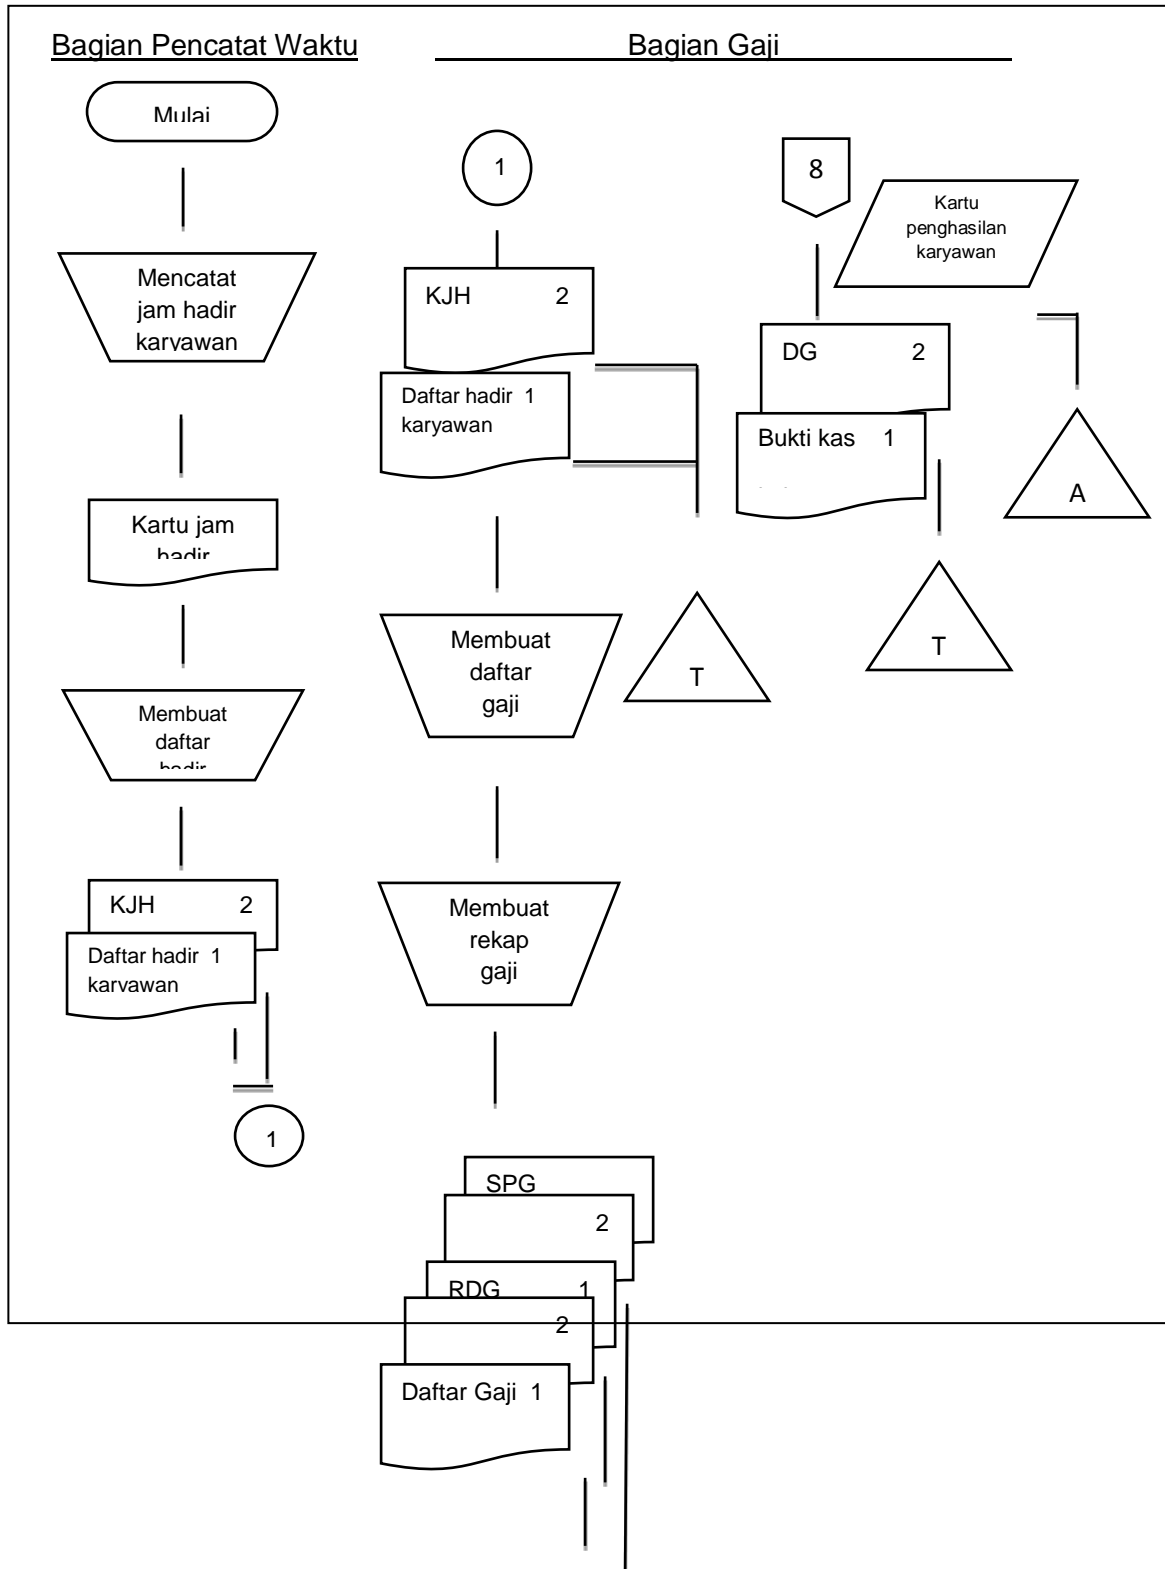 Bagian Pencatat Waktu
Bagian Gaji
Mulai
Mencatat
jam hadir
karyawan
Kartu jam
hadir
Membuat
daftar
hadir
KJH 2
Daftar hadir 1
karyawan
1
1
KJH 2
Daftar hadir 1
karyawan
Membuat
daftar
gaji
T
Membuat
rekap
gaji
SPG
2
RDG 1
2
Daftar Gaji 1
8
Kartu
penghasilan
karyawan
DG 2
Bukti kas 1
A
T